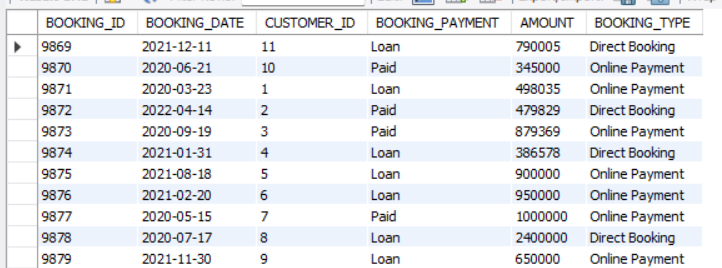 BOOKING_ID BOOKING_DATE CUSTOMER_ID BOOKING_PAYMENT AMOUNT BOOKING_TYPE
9869 2021-12-11 11 Loan 790005 Direct Booking
9870 2020-06-21 10 Paid 345000 Online Payment
9871 2020-03-23 1 Loan 498035 Online Payment
9872 2022-04-14 2 Paid 479829 Direct Booking
9873 2020-09-19 3 Paid 879369 Online Payment
9874 2021-01-31 4 Loan 386578 Direct Booking
9875 2021-08-18 5 Loan 900000 Online Payment
9876 2021-02-20 6 Loan 950000 Online Payment
9877 2020-05-15 7 Paid 1000000 Online Payment
9878 2020-07-17 8 Loan 2400000 Direct Booking
9879 2021-11-30 9 Loan 650000 Online Payment